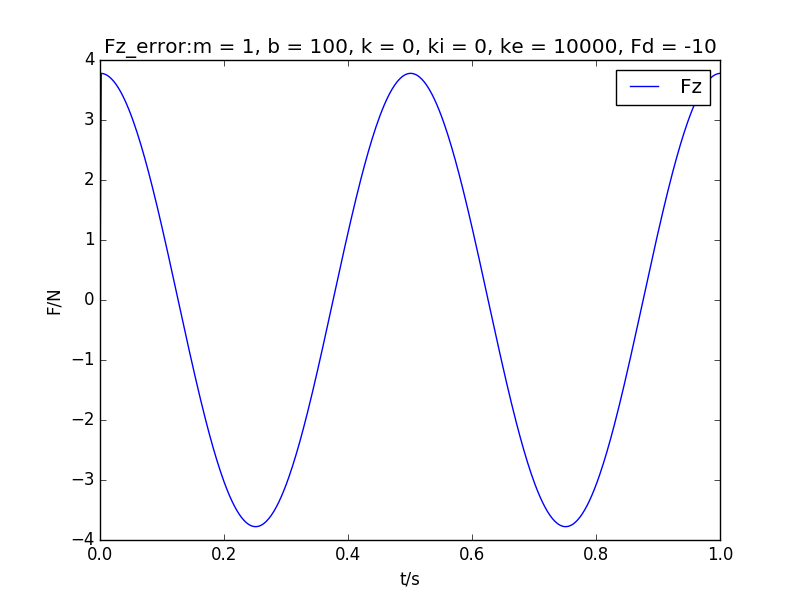 Fz_error:m = 1, b = 100, k = 0, ki = 0, ke = 10000, Fd = -10
4
3
2
1
0
−1
−2
−3
−4
F/N
Fz
0.0 0.2 0.4 0.6 0.8 1.0
t/s